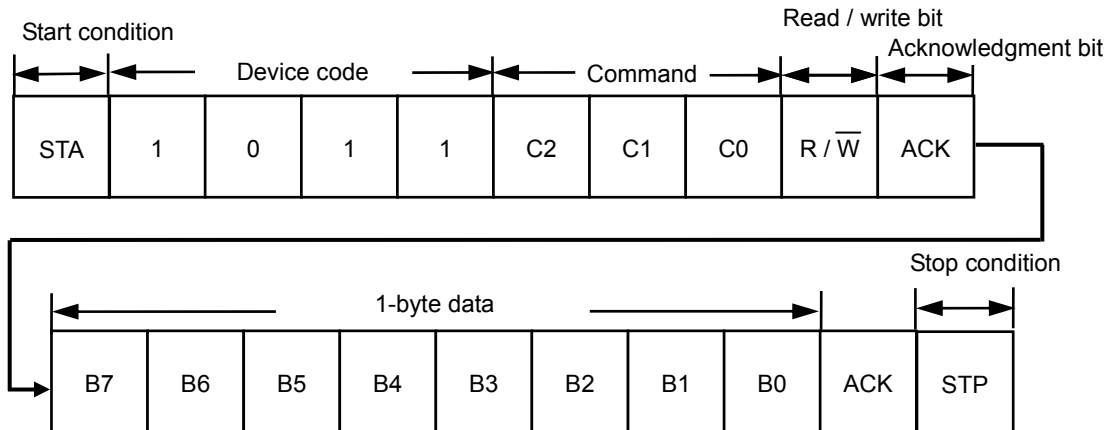 Read / write bit
Start condition
Acknowledgment bit
Device code
Command
STA 1 0 1 1 C2 C1 C0 R / W̅ ACK
Stop condition
1-byte data
B7 B6 B5 B4 B3 B2 B1 B0 ACK STP